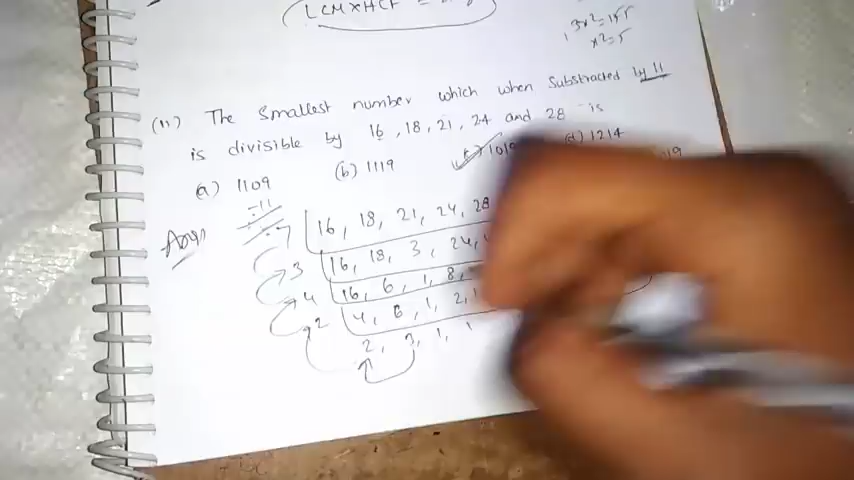 LCM×HCF =
3x²=15
x²=5
(11) The smallest number which when Substracted by 11
is divisible by 16, 18, 21, 24 and 28 is
(a) 1109 (b) 1119 (c) 1019 (d) 1214
÷11
Ans
7 16, 18, 21, 24, 28
3 16, 18, 3, 24,
4 16, 6, 1, 8,
2 4, 6, 1, 2,
2, 3, 1, 1